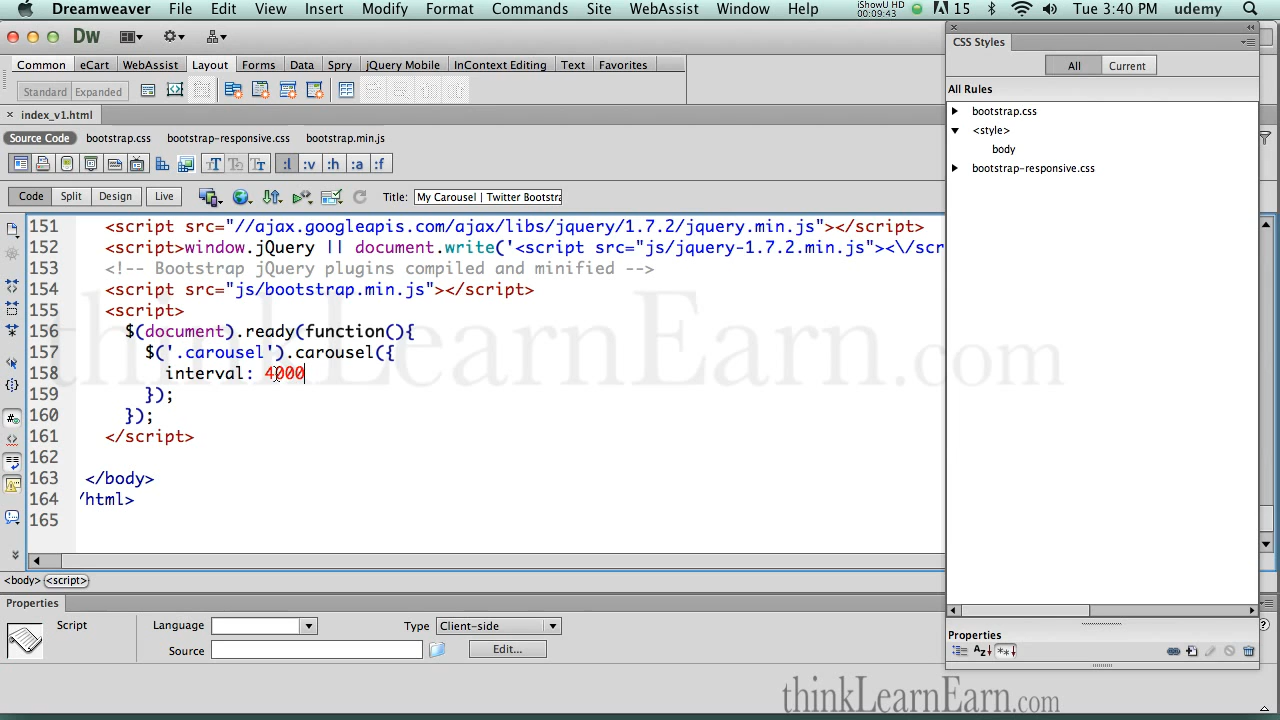 Dreamweaver File Edit View Insert Modify Format Commands Site WebAssist Window Help iShowU HD 00:09:43 15 Tue 3:40 PM udemy
Dw
CSS Styles
Common eCart WebAssist Layout Forms Data Spry jQuery Mobile InContext Editing Text Favorites
All Current
Standard Expanded
All Rules
index_v1.html
bootstrap.css
<style>
body
bootstrap-responsive.css
Source Code bootstrap.css bootstrap-responsive.css bootstrap.min.js
:l :v :h :a :f
Code Split Design Live Title: My Carousel | Twitter Bootstra
151 <script src="//ajax.googleapis.com/ajax/libs/jquery/1.7.2/jquery.min.js"></script>
152 <script>window.jQuery || document.write('<script src="js/jquery-1.7.2.min.js"><\/scr
153 <!-- Bootstrap jQuery plugins compiled and minified -->
154 <script src="js/bootstrap.min.js"></script>
155 <script>
156 $(document).ready(function(){
157 $('.carousel').carousel({
158 interval: 4000
159 });
160 });
161 </script>
162
163 </body>
164 /html>
165
thinkLearnEarn.com
<body> <script>
Properties
Script Language Type Client-side
Source Edit...
Properties
thinkLearnEarn.com